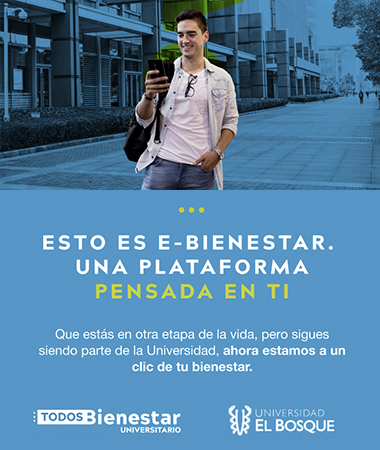 ESTO ES E-BIENESTAR.
UNA PLATAFORMA
PENSADA EN TI
Que estás en otra etapa de la vida, pero sigues
siendo parte de la Universidad, ahora estamos a un
clic de tu bienestar.
TODOS Bienestar
UNIVERSITARIO
UNIVERSIDAD
EL BOSQUE